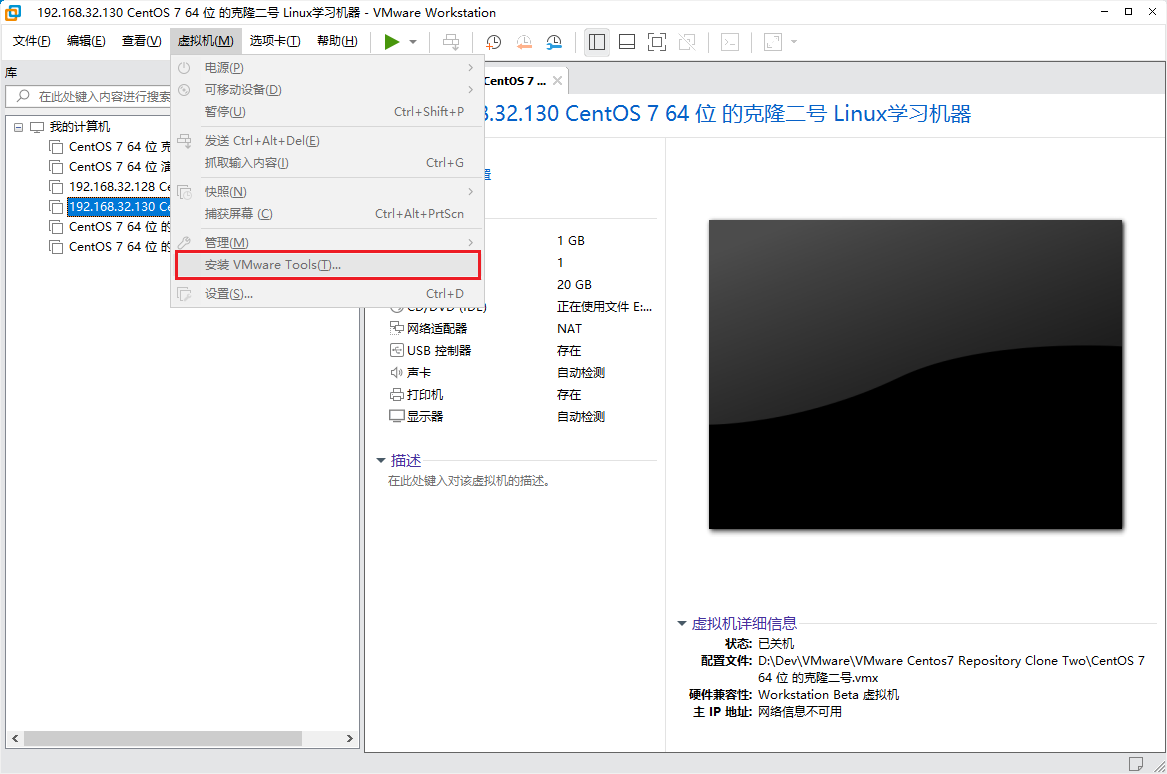 192.168.32.130 CentOS 7 64 位 的克隆二号 Linux学习机器 - VMware Workstation
文件(F) 编辑(E) 查看(V) 虚拟机(M) 选项卡(T) 帮助(H)
库
在此处键入内容进行搜索
我的计算机
CentOS 7 64 位 克
CentOS 7 64 位 演
192.168.32.128 Ce
192.168.32.130 Ce
CentOS 7 64 位 的
CentOS 7 64 位 的
电源(P)
可移动设备(D)
暂停(U) Ctrl+Shift+P
发送 Ctrl+Alt+Del(E)
抓取输入内容(I) Ctrl+G
快照(N)
捕获屏幕 (C) Ctrl+Alt+PrtScn
管理(M)
安装 VMware Tools(T)...
设置(S)... Ctrl+D
CentOS 7 ...
3.32.130 CentOS 7 64 位 的克隆二号 Linux学习机器
置
1 GB
1
20 GB
CD/DVD (IDE) 正在使用文件 E:...
网络适配器 NAT
USB 控制器 存在
声卡 自动检测
打印机 存在
显示器 自动检测
描述
在此处键入对该虚拟机的描述。
虚拟机详细信息
状态: 已关机
配置文件: D:\Dev\VMware\VMware Centos7 Repository Clone Two\CentOS 7
64 位 的克隆二号.vmx
硬件兼容性: Workstation Beta 虚拟机
主 IP 地址: 网络信息不可用